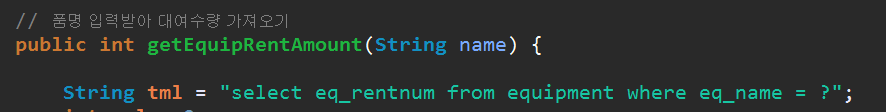 // 품명 입력받아 대여수량 가져오기
public int getEquipRentAmount(String name) {
String tml = "select eq_rentnum from equipment where eq_name = ?";